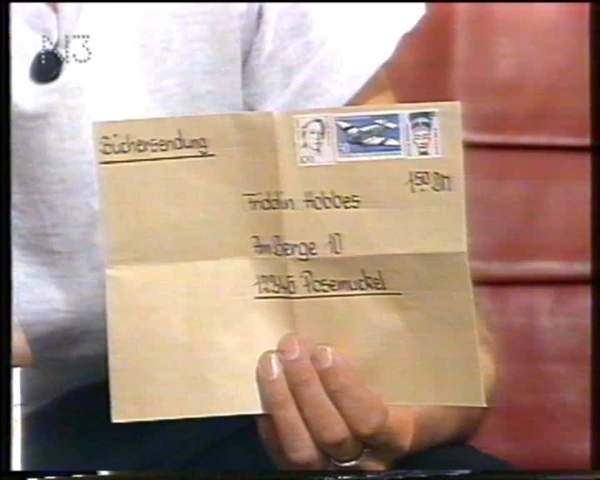 N3
Büchersendung
1,50 DM
Fridolin Hobbes
Am Berge 10
12345 Posemuckel